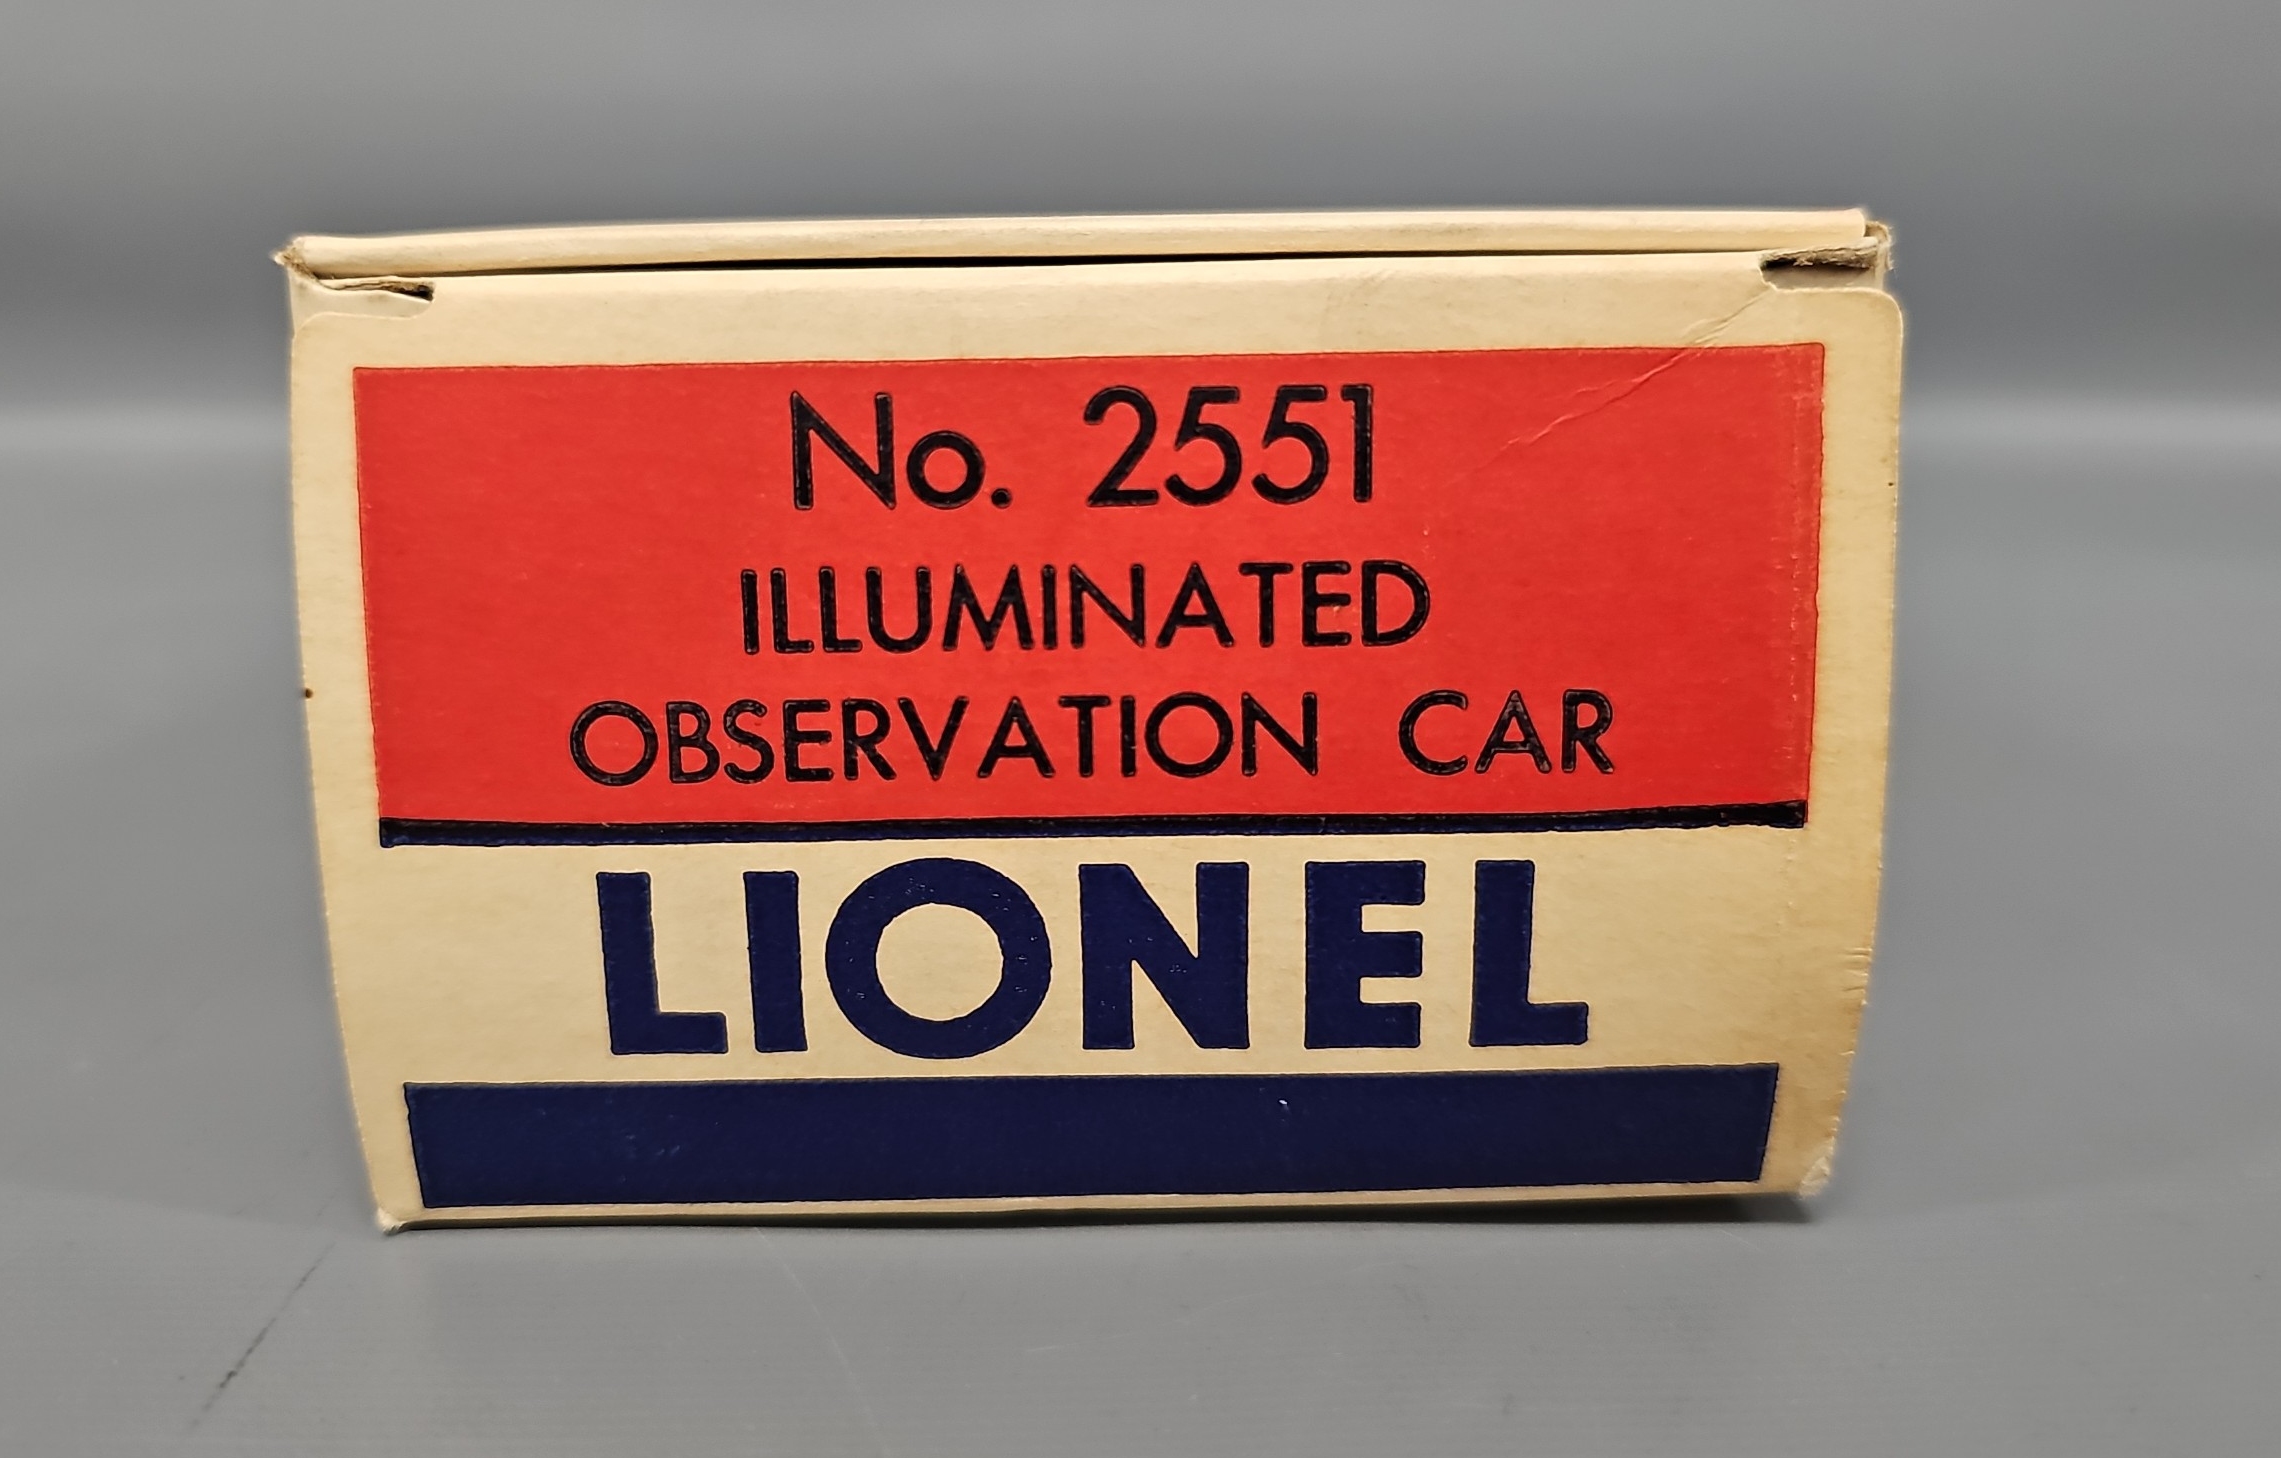 No. 2551
ILLUMINATED
OBSERVATION CAR
LIONEL